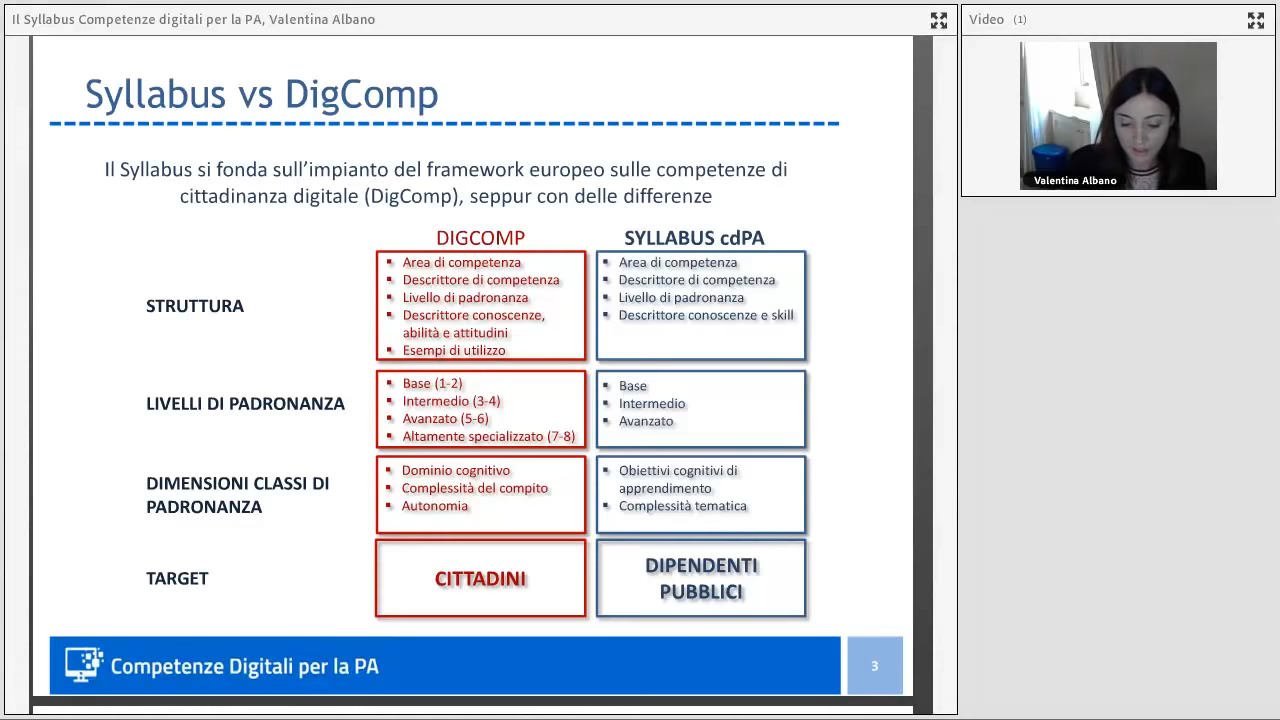 Il Syllabus Competenze digitali per la PA, Valentina Albano
Video (1)
Valentina Albano
Syllabus vs DigComp
Il Syllabus si fonda sull'impianto del framework europeo sulle competenze di
cittadinanza digitale (DigComp), seppur con delle differenze
DIGCOMP
SYLLABUS cdPA
STRUTTURA
Area di competenza
Descrittore di competenza
Livello di padronanza
Descrittore conoscenze,
abilità e attitudini
Esempi di utilizzo
Area di competenza
Descrittore di competenza
Livello di padronanza
Descrittore conoscenze e skill
LIVELLI DI PADRONANZA
Base (1-2)
Intermedio (3-4)
Avanzato (5-6)
Altamente specializzato (7-8)
Base
Intermedio
Avanzato
DIMENSIONI CLASSI DI
PADRONANZA
Dominio cognitivo
Complessità del compito
Autonomia
Obiettivi cognitivi di
apprendimento
Complessità tematica
TARGET
CITTADINI
DIPENDENTI
PUBBLICI
Competenze Digitali per la PA
3